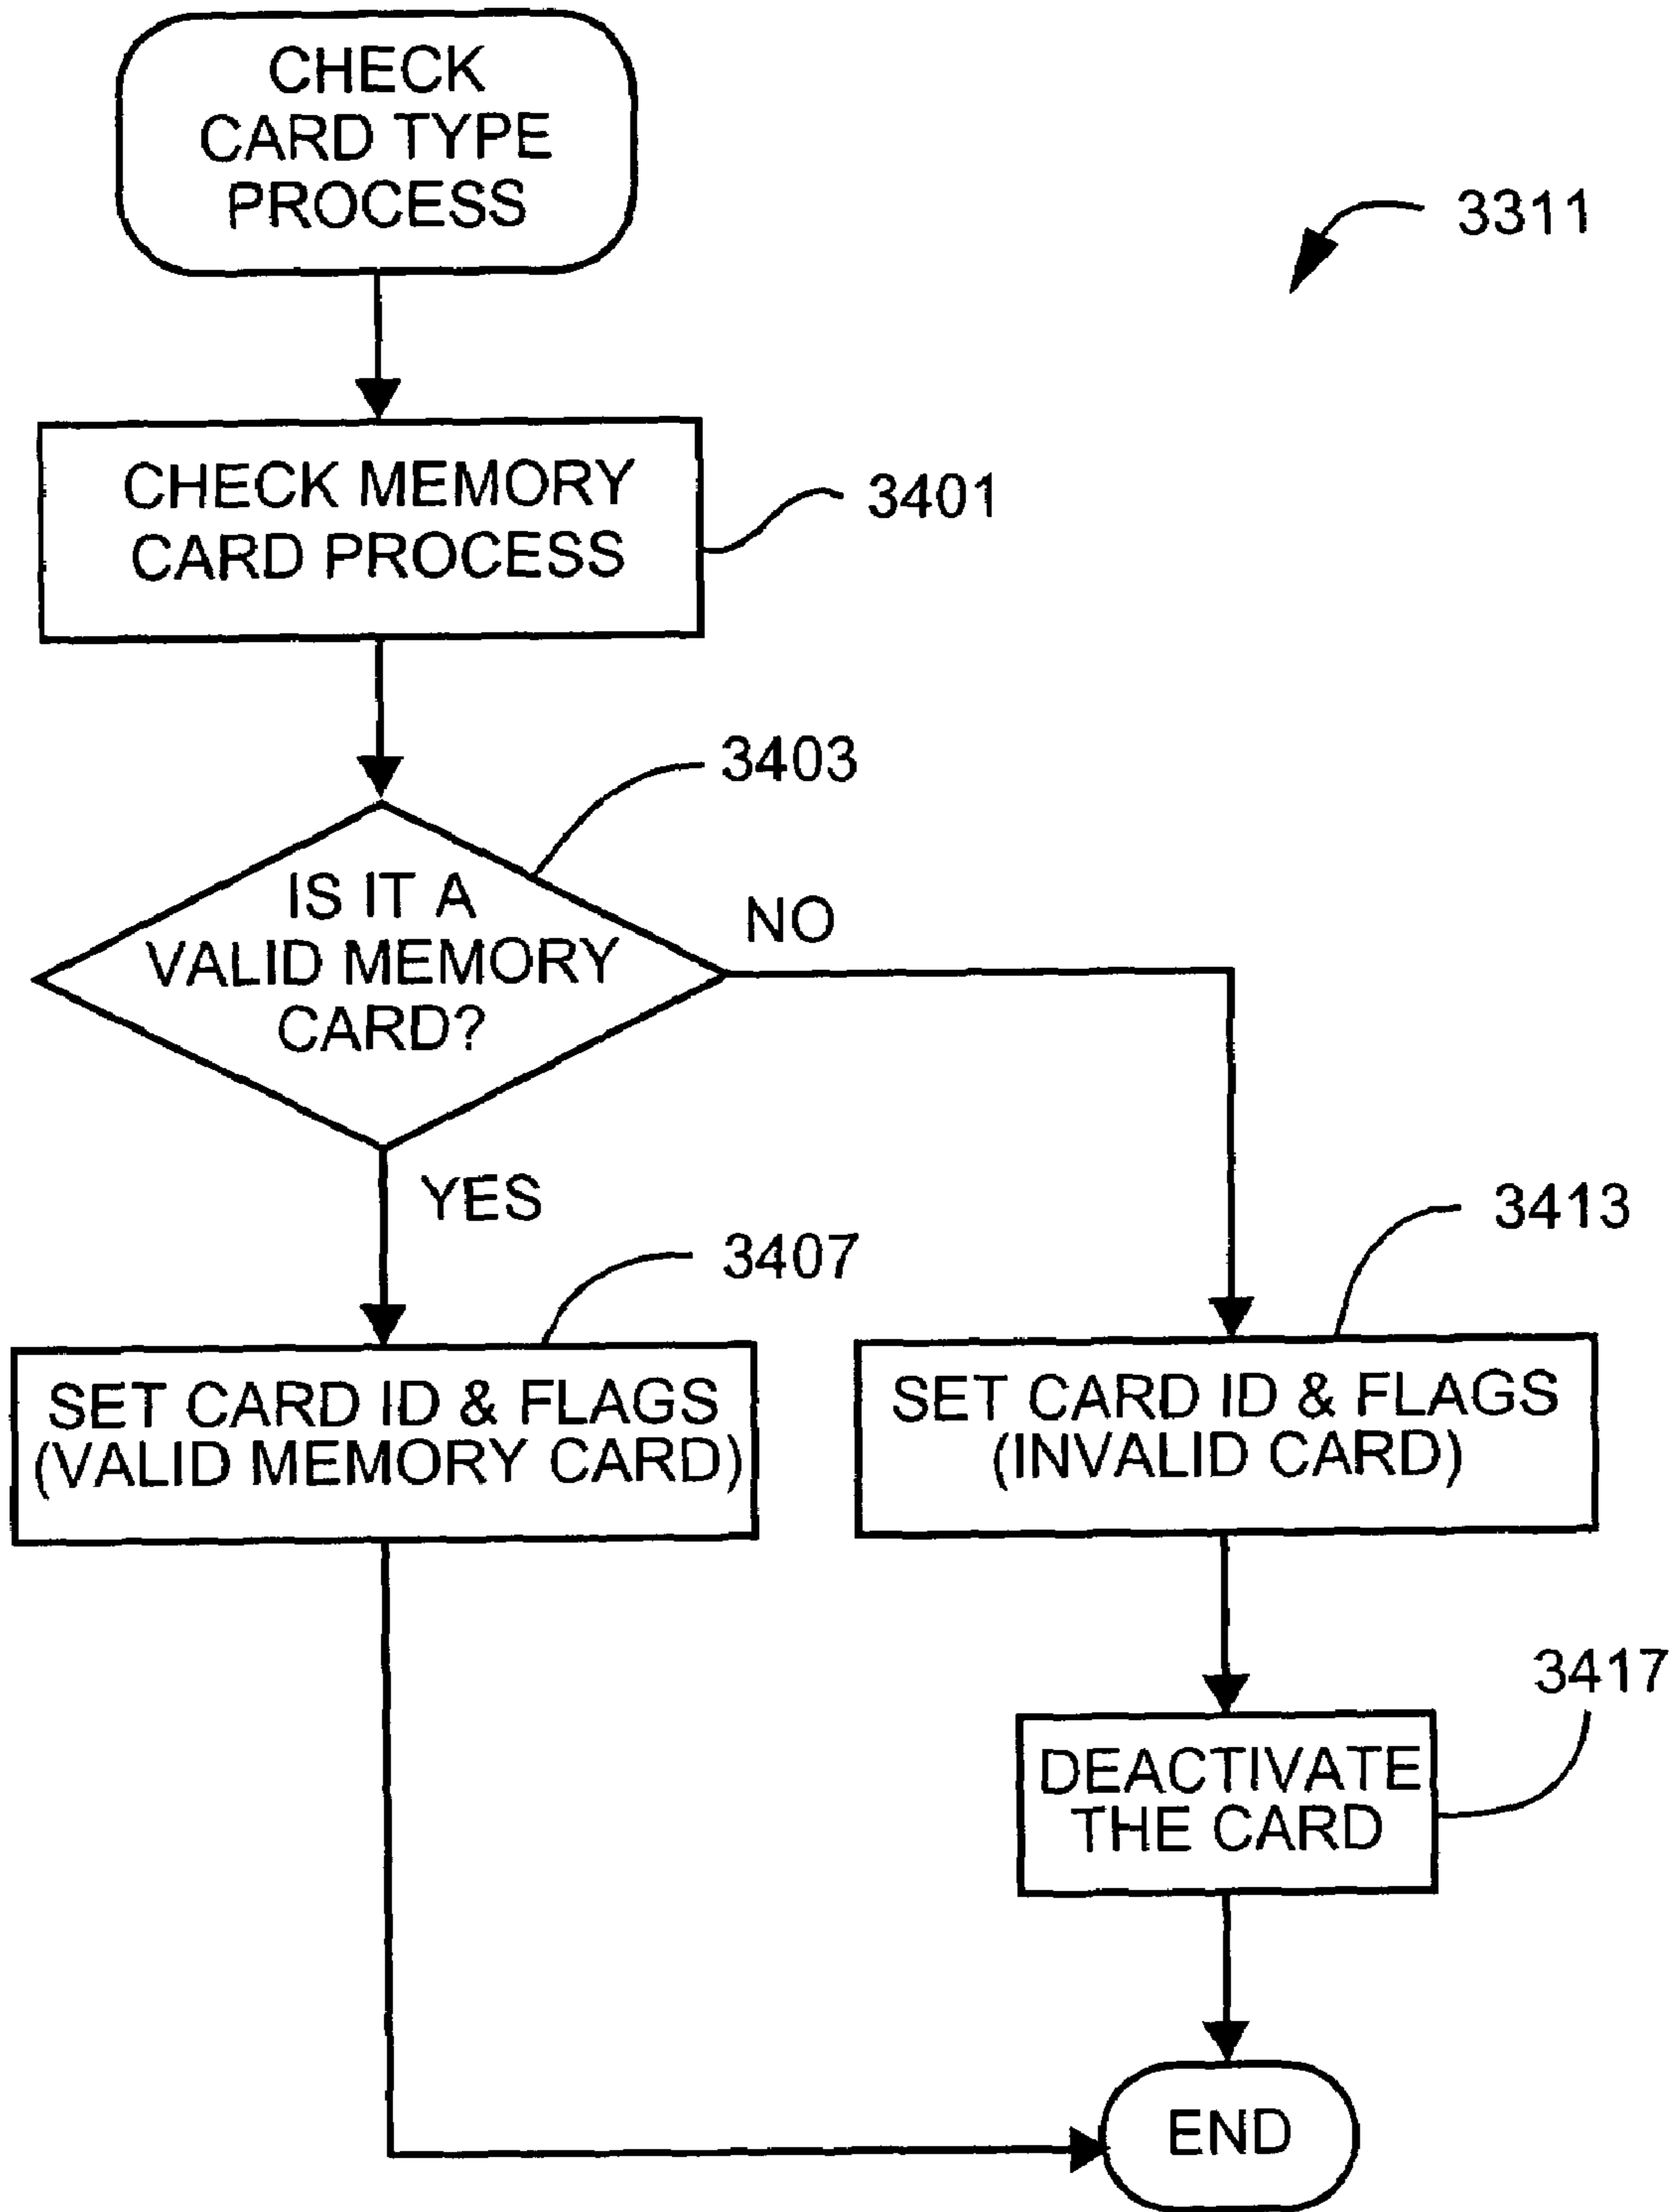 CHECK
CARD TYPE
PROCESS
3311
CHECK MEMORY
CARD PROCESS
3401
3403
IS IT A
VALID MEMORY
CARD?
NO
YES
3407
3413
SET CARD ID & FLAGS
(VALID MEMORY CARD)
SET CARD ID & FLAGS
(INVALID CARD)
3417
DEACTIVATE
THE CARD
END